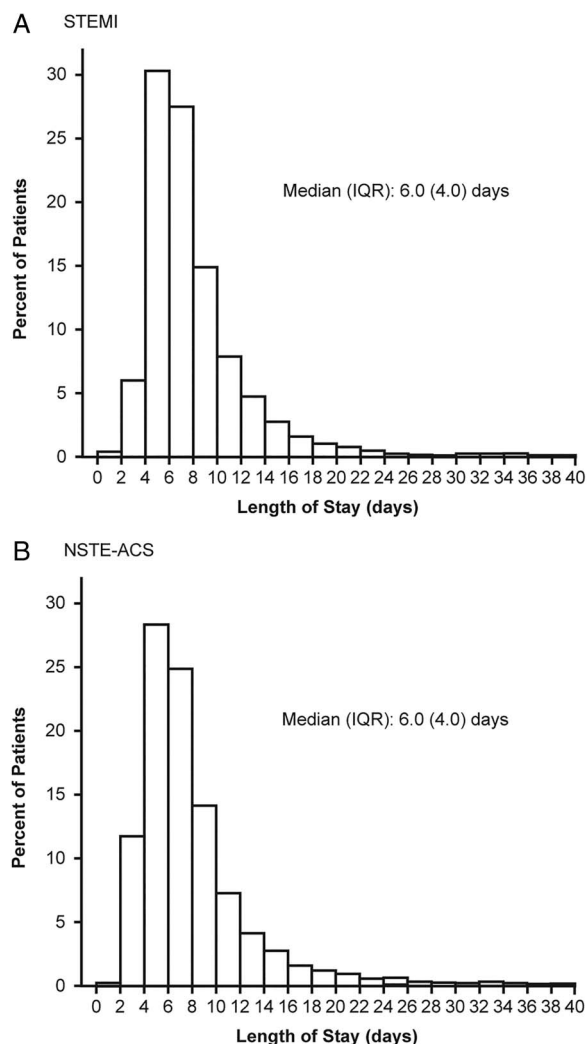 A STEMI
30
25
20
15
10
5
0
Percent of Patients
Median (IQR): 6.0 (4.0) days
0 2 4 6 8 10 12 14 16 18 20 22 24 26 28 30 32 34 36 38 40
Length of Stay (days)
B NSTE-ACS
30
25
20
15
10
5
0
Percent of Patients
Median (IQR): 6.0 (4.0) days
0 2 4 6 8 10 12 14 16 18 20 22 24 26 28 30 32 34 36 38 40
Length of Stay (days)